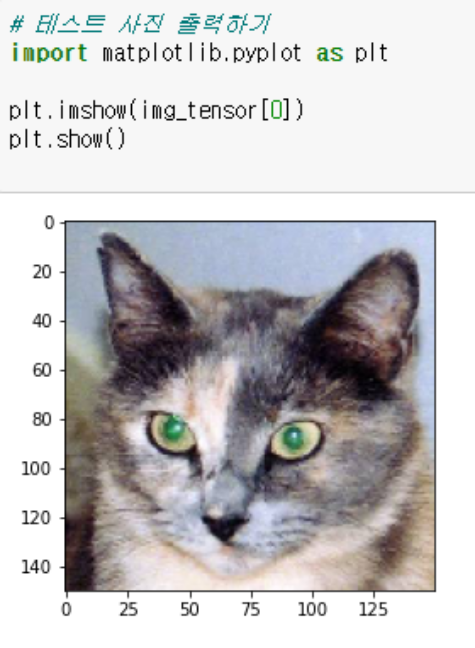 # 테스트 사진 출력하기
import matplotlib.pyplot as plt
plt.imshow(img_tensor[0])
plt.show()
0
20
40
60
80
100
120
140
0 25 50 75 100 125